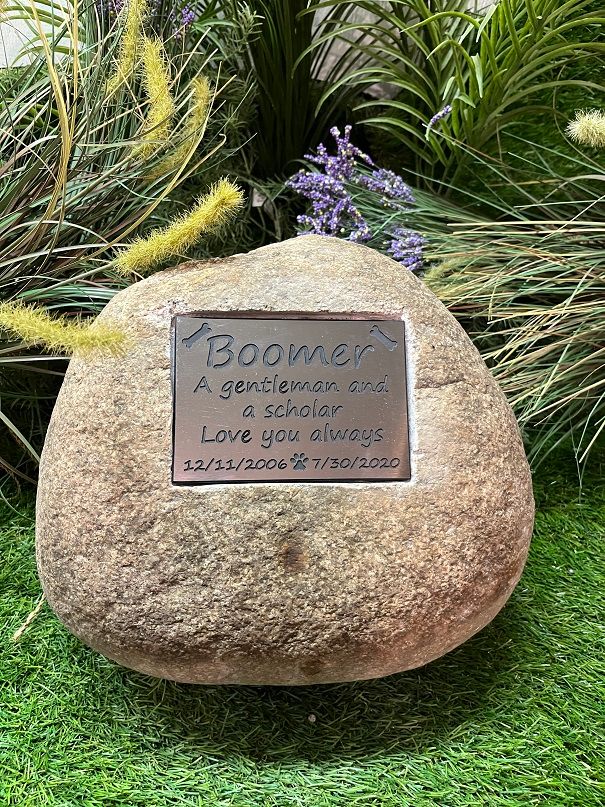 Boomer
A gentleman and
a scholar
Love you always
12/11/2006 7/30/2020